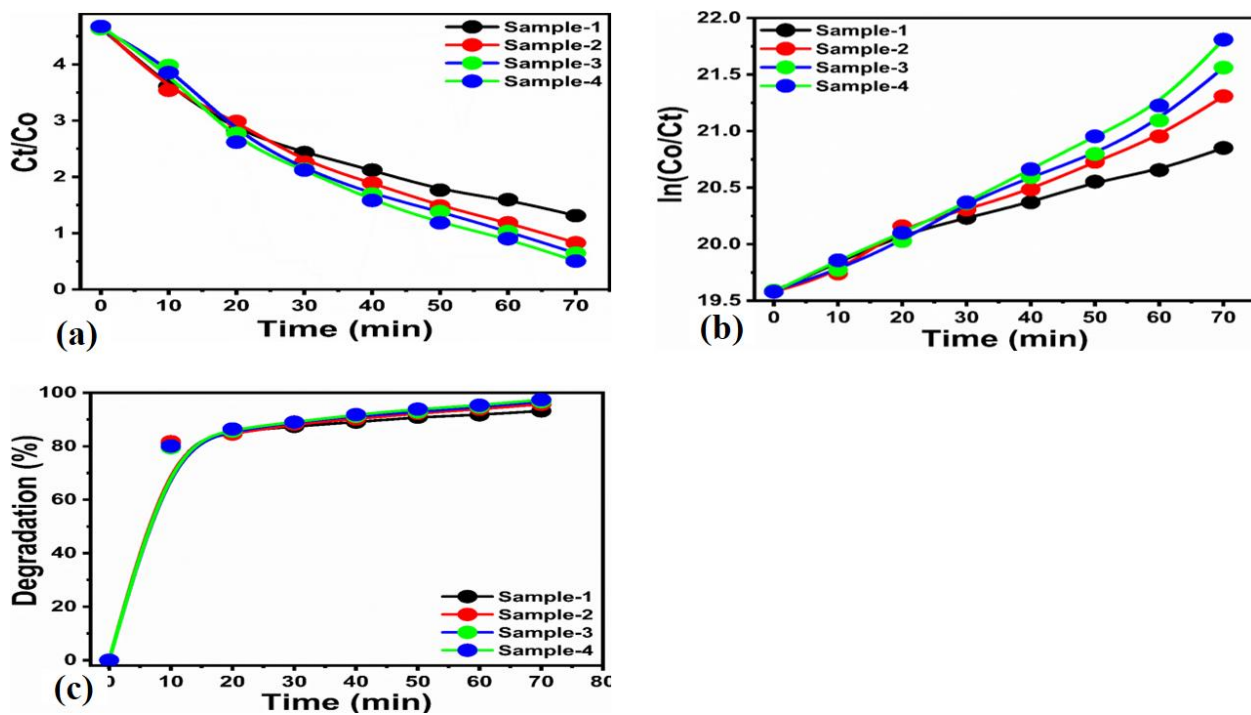 4
3
2
1
0
Ct/Co
Sample-1
Sample-2
Sample-3
Sample-4
0 10 20 30 40 50 60 70
Time (min)
(a)
22.0
21.5
21.0
20.5
20.0
19.5
ln(Co/Ct)
Sample-1
Sample-2
Sample-3
Sample-4
0 10 20 30 40 50 60 70
Time (min)
(b)
100
80
60
40
20
0
Degradation (%)
Sample-1
Sample-2
Sample-3
Sample-4
0 10 20 30 40 50 60 70 80
Time (min)
(c)